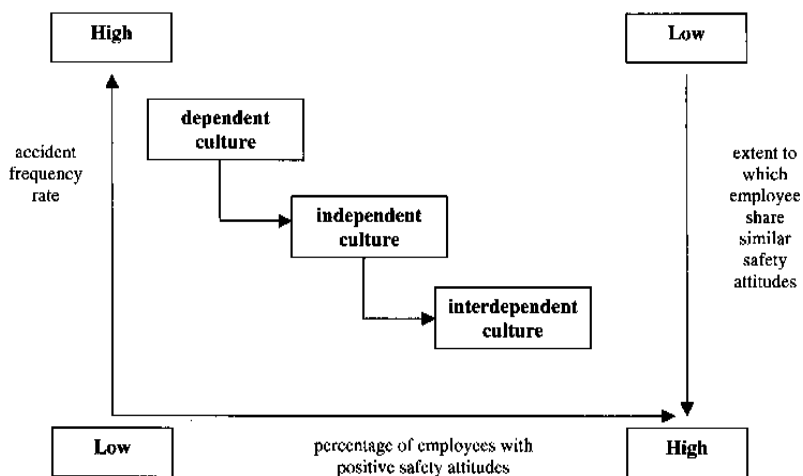 High
Low
dependent
culture
accident
frequency
rate
extent to
which
employee
share
similar
safety
attitudes
independent
culture
interdependent
culture
Low
percentage of employees with
positive safety attitudes
High